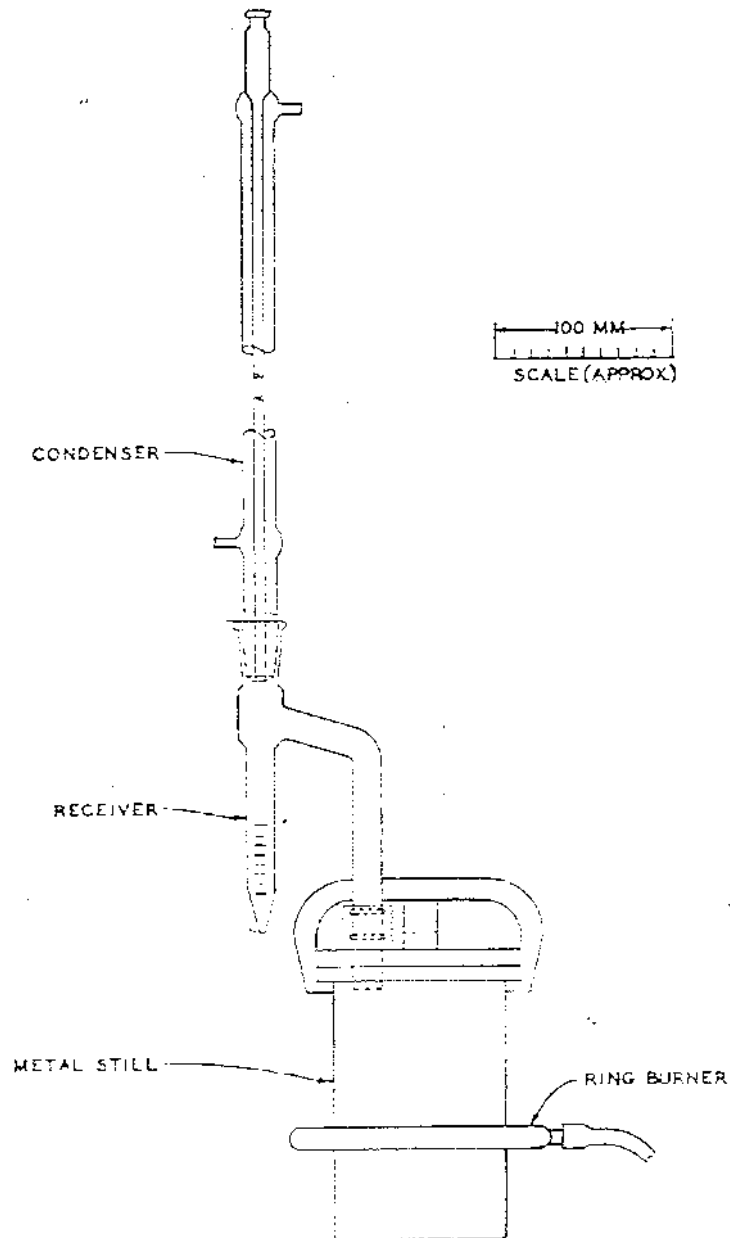 100 MM
SCALE (APPROX)
CONDENSER
RECEIVER
METAL STILL
RING BURNER